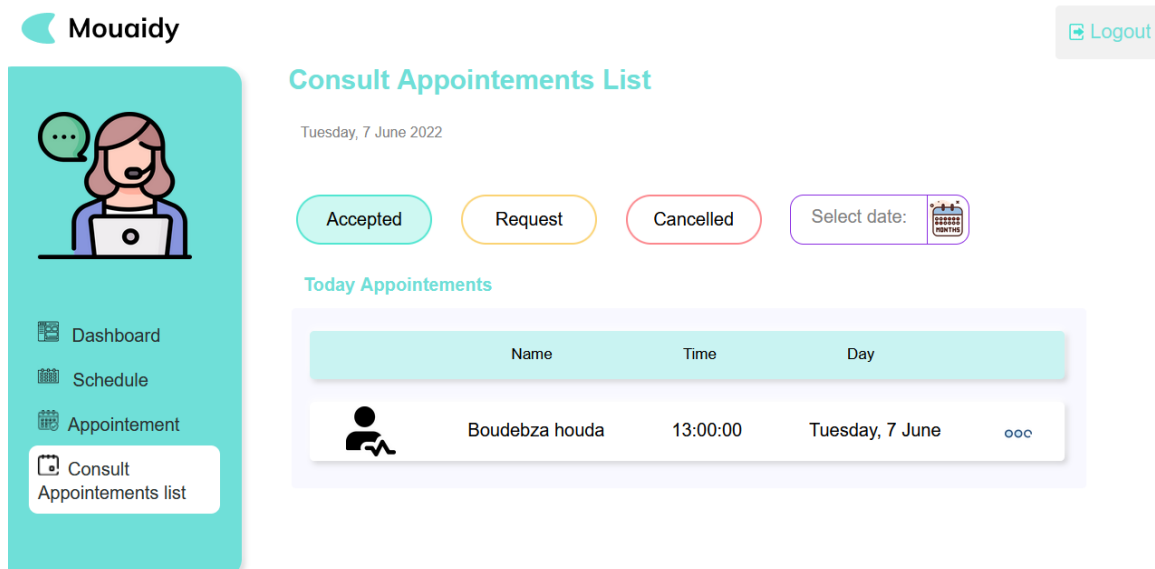 Mouaidy
Logout
Consult Appointements List
Tuesday, 7 June 2022
Accepted
Request
Cancelled
Select date:
MONTHS
Today Appointements
Name Time Day
Boudebza houda 13:00:00 Tuesday, 7 June
Dashboard
Schedule
Appointement
Consult
Appointements list